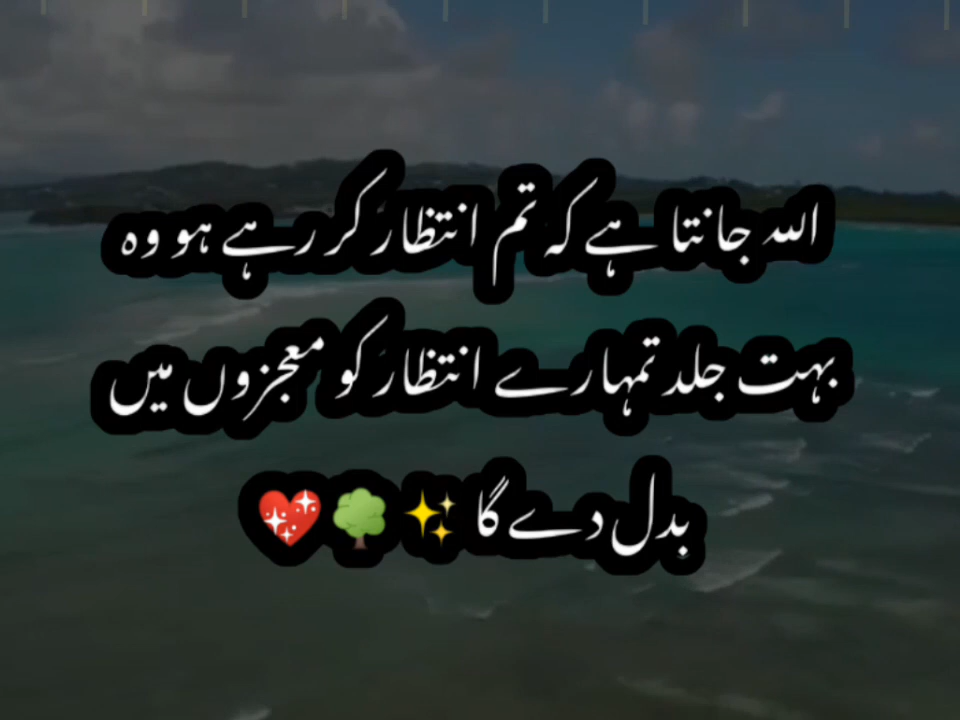 اللہ جانتا ہے کہ تم انتظار کر رہے ہو وہ
بہت جلد تمہارے انتظار کو معجزوں میں
بدل دے گا ✨🌳💖